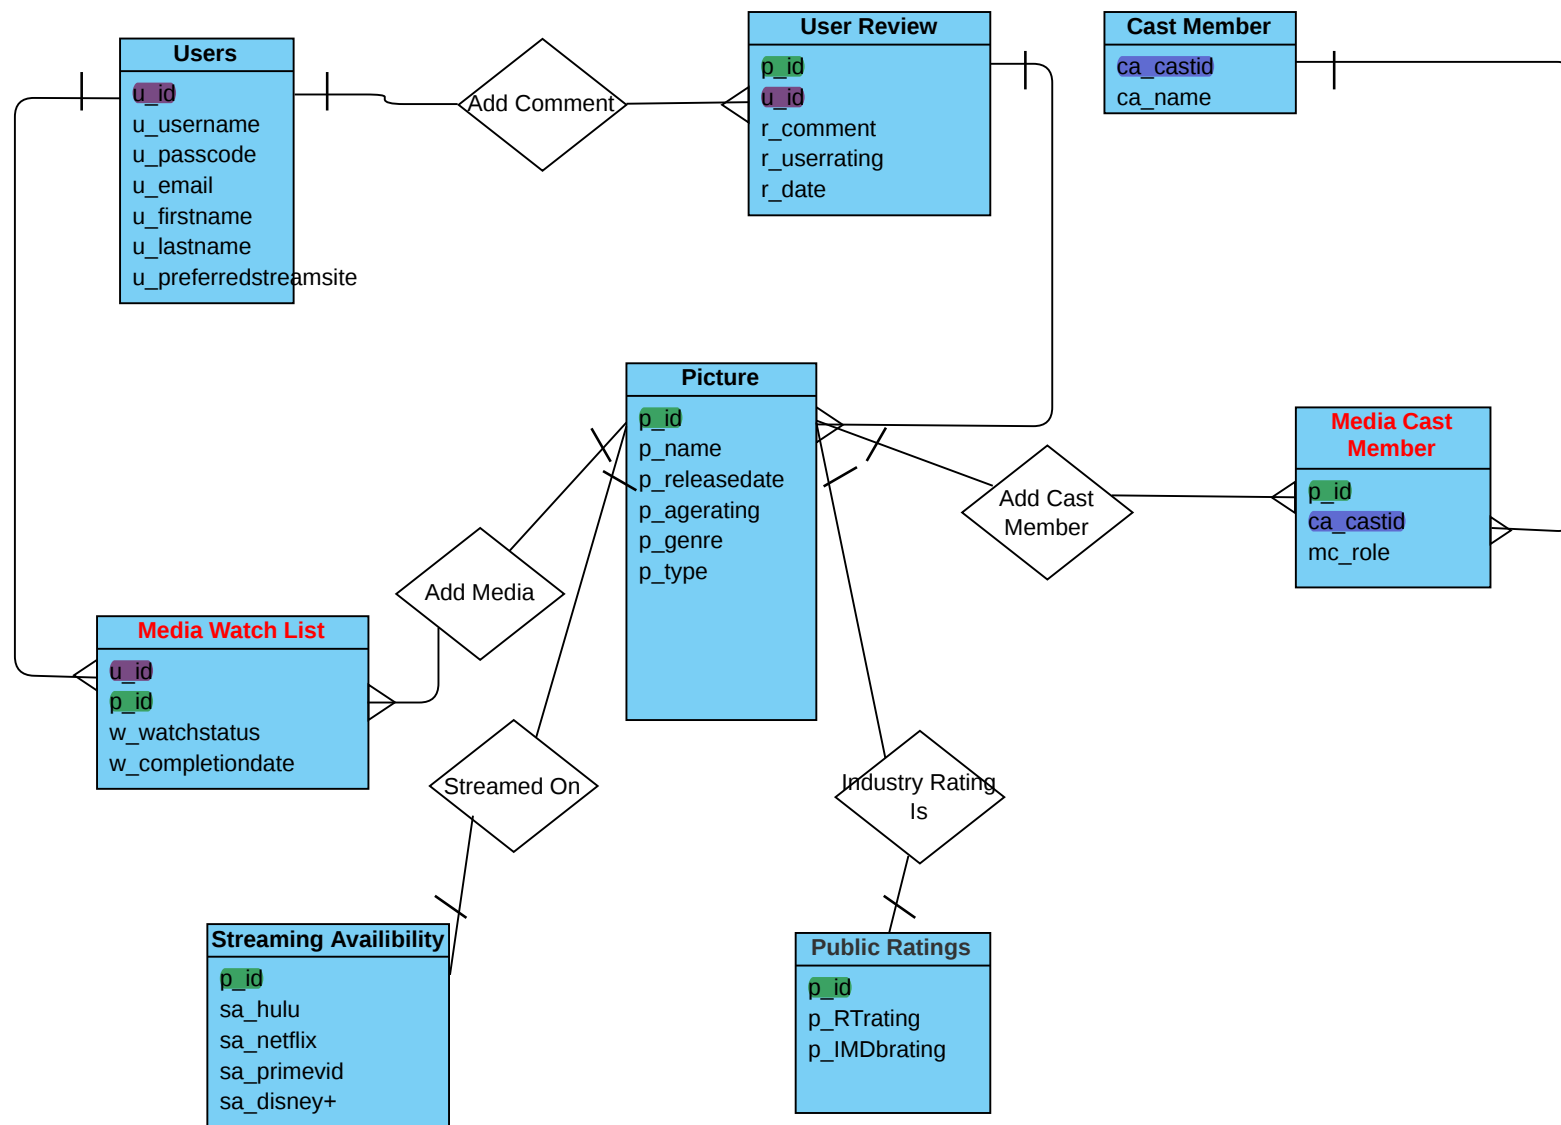 Users
u_id
u_username
u_passcode
u_email
u_firstname
u_lastname
u_preferredstreamsite
Add Comment
User Review
p_id
u_id
r_comment
r_userrating
r_date
Cast Member
ca_castid
ca_name
Picture
p_id
p_name
p_releasedate
p_agerating
p_genre
p_type
Add Cast
Member
Media Cast
Member
p_id
ca_castid
mc_role
Add Media
Media Watch List
u_id
p_id
w_watchstatus
w_completiondate
Streamed On
Industry Rating
Is
Streaming Availibility
p_id
sa_hulu
sa_netflix
sa_primevid
sa_disney+
Public Ratings
p_id
p_RTrating
p_IMDbrating